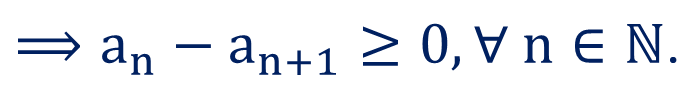 ⟹ aₙ − aₙ₊₁ ≥ 0, ∀ n ∈ ℕ.